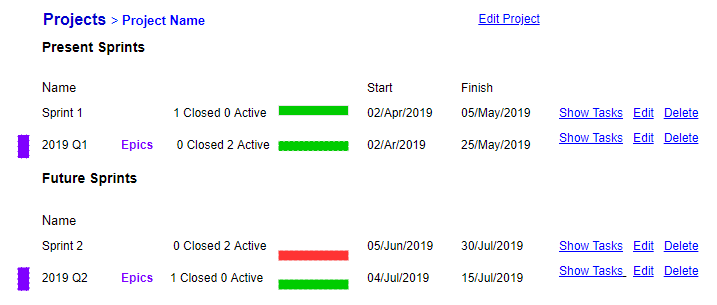 Projects > Project Name Edit Project
Present Sprints
Name Start Finish
Sprint 1 1 Closed 0 Active 02/Apr/2019 05/May/2019 Show Tasks Edit Delete
2019 Q1 Epics 0 Closed 2 Active 02/Ar/2019 25/May/2019 Show Tasks Edit Delete
Future Sprints
Name
Sprint 2 0 Closed 2 Active 05/Jun/2019 30/Jul/2019 Show Tasks Edit Delete
2019 Q2 Epics 1 Closed 0 Active 04/Jul/2019 15/Jul/2019 Show Tasks Edit Delete